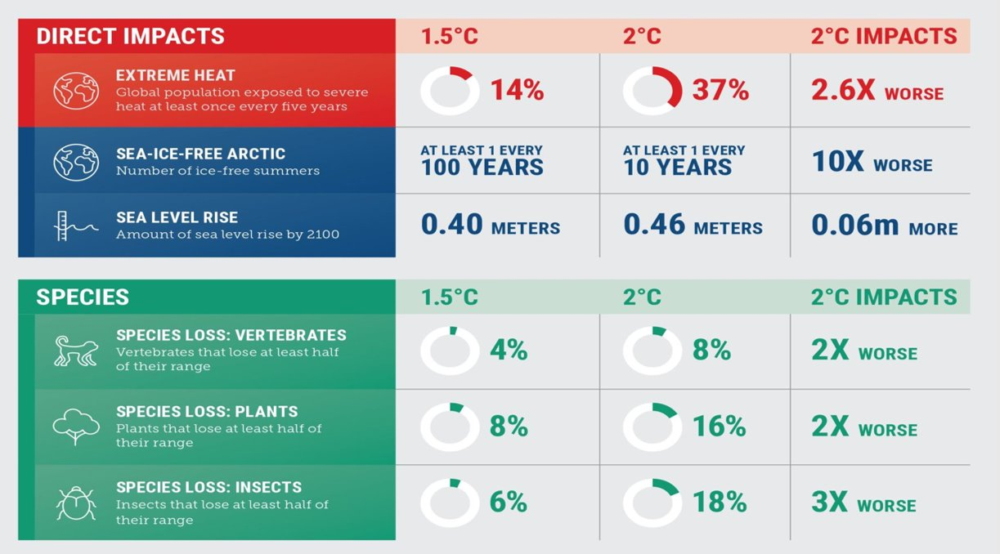 DIRECT IMPACTS 1.5°C 2°C 2°C IMPACTS
EXTREME HEAT
Global population exposed to severe
heat at least once every five years
14% 37% 2.6X WORSE
SEA-ICE-FREE ARCTIC
Number of ice-free summers
AT LEAST 1 EVERY
100 YEARS
AT LEAST 1 EVERY
10 YEARS
10X WORSE
SEA LEVEL RISE
Amount of sea level rise by 2100
0.40 METERS 0.46 METERS 0.06m MORE
SPECIES 1.5°C 2°C 2°C IMPACTS
SPECIES LOSS: VERTEBRATES
Vertebrates that lose at least half
of their range
4% 8% 2X WORSE
SPECIES LOSS: PLANTS
Plants that lose at least half of
their range
8% 16% 2X WORSE
SPECIES LOSS: INSECTS
Insects that lose at least half of
their range
6% 18% 3X WORSE